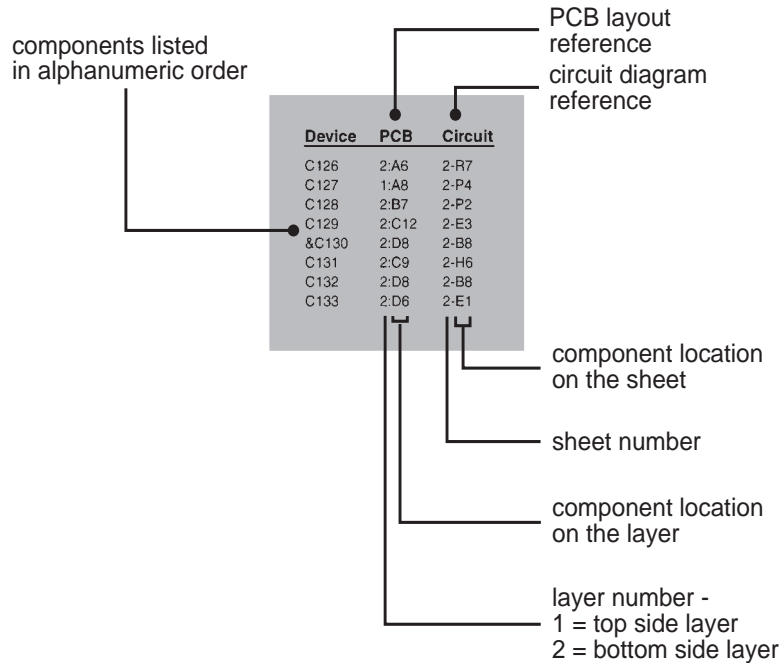 PCB layout
reference
components listed
in alphanumeric order
circuit diagram
reference
Device PCB Circuit
C126 2:A6 2-R7
C127 1:A8 2-P4
C128 2:B7 2-P2
C129 2:C12 2-E3
&C130 2:D8 2-B8
C131 2:C9 2-H6
C132 2:D8 2-B8
C133 2:D6 2-E1
component location
on the sheet
sheet number
component location
on the layer
layer number -
1 = top side layer
2 = bottom side layer